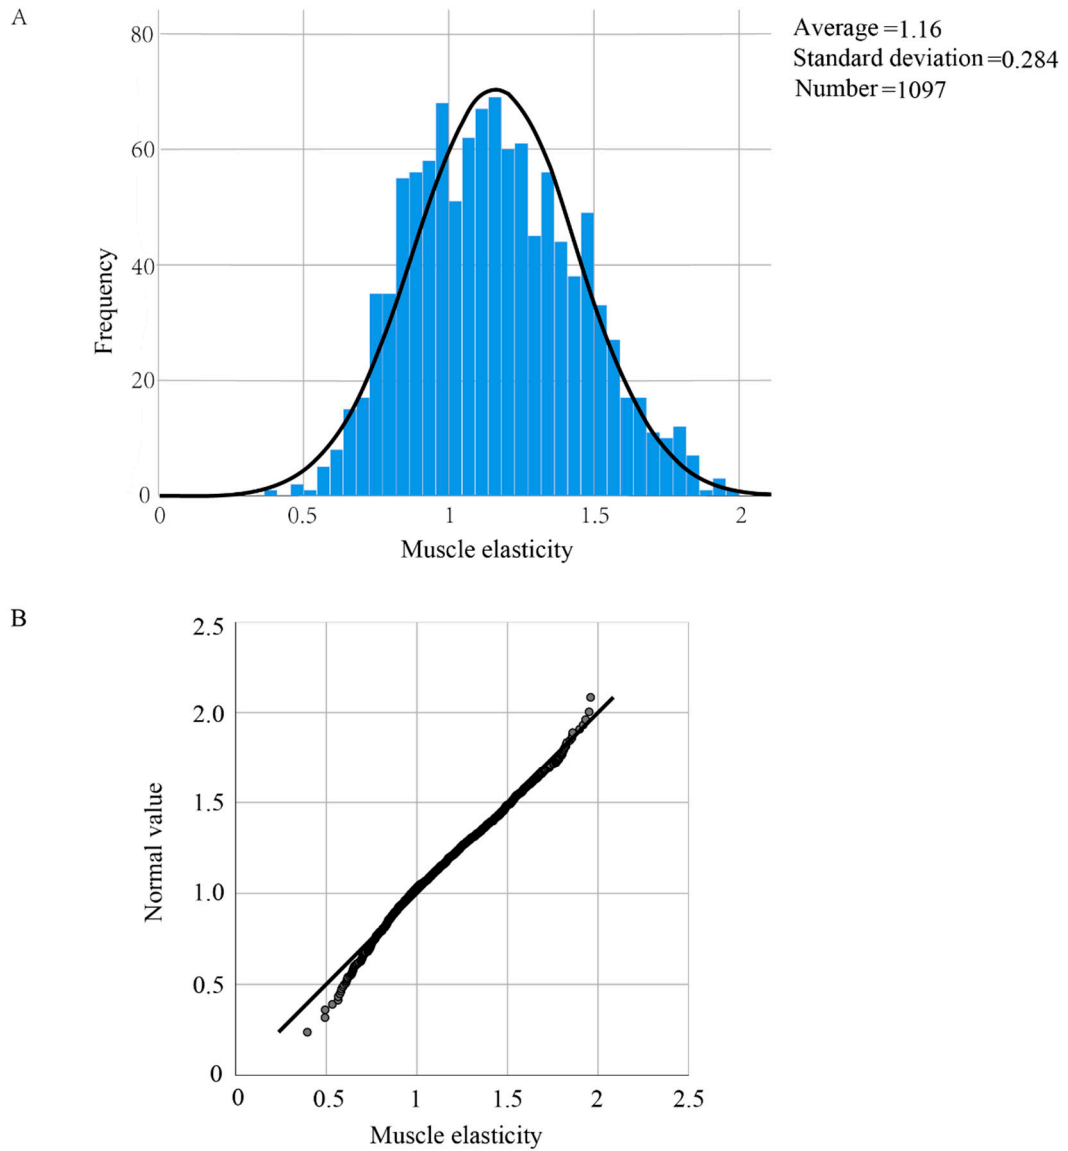 A
Average =1.16
Standard deviation =0.284
Number =1097
80
60
40
20
0
Frequency
0 0.5 1 1.5 2
Muscle elasticity
B
2.5
2.0
1.5
1.0
0.5
0
Normal value
0 0.5 1 1.5 2 2.5
Muscle elasticity